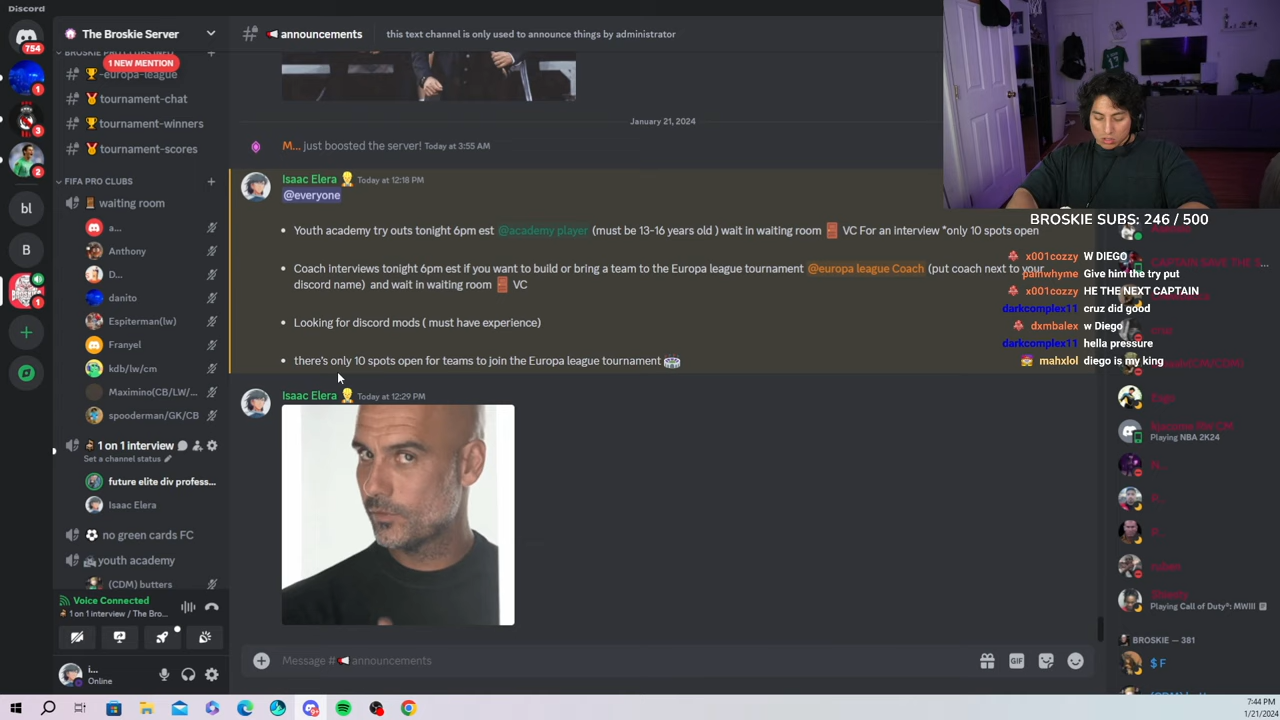 Discord
754
1
3
2
bl
B
1
The Broskie Server
1 NEW MENTION
-europa-league
tournament-chat
tournament-winners
tournament-scores
FIFA PRO CLUBS
waiting room
a...
Anthony
D...
danito
Espiterman(lw)
Franyel
kdb/lw/cm
Maximino(CB/LW/...
spooderman/GK/CB
1 on 1 interview
Set a channel status
future elite div profess...
Isaac Elera
no green cards FC
youth academy
(CDM) butters
Voice Connected
1 on 1 interview / The Bro...
i...
Online
announcements
this text channel is only used to announce things by administrator
January 21, 2024
M... just boosted the server! Today at 3:55 AM
Isaac Elera Today at 12:18 PM
@everyone
Youth academy try outs tonight 6pm est @academy player (must be 13-16 years old ) wait in waiting room VC For an interview *only 10 spots open
Coach interviews tonight 6pm est if you want to build or bring a team to the Europa league tournament @europa league Coach (put coach next to your
discord name) and wait in waiting room VC
Looking for discord mods ( must have experience)
there's only 10 spots open for teams to join the Europa league tournament
Isaac Elera Today at 12:29 PM
Message # announcements
GIF
BROSKIE SUBS: 246 / 500
x001cozzy W DIEGO
painwhyme Give him the try put
x001cozzy HE THE NEXT CAPTAIN
darkcomplex11 cruz did good
dxmbalex w Diego
darkcomplex11 hella pressure
mahxlol diego is my king
Playing NBA 2K24
N...
P...
P...
Playing Call of Duty®: MWIII
BROSKIE — 381
$ F
7:44 PM
1/21/2024